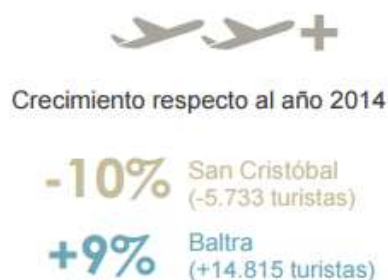 Crecimiento respecto al año 2014
-10% San Cristóbal
(-5.733 turistas)
+9% Baltra
(+14.815 turistas)